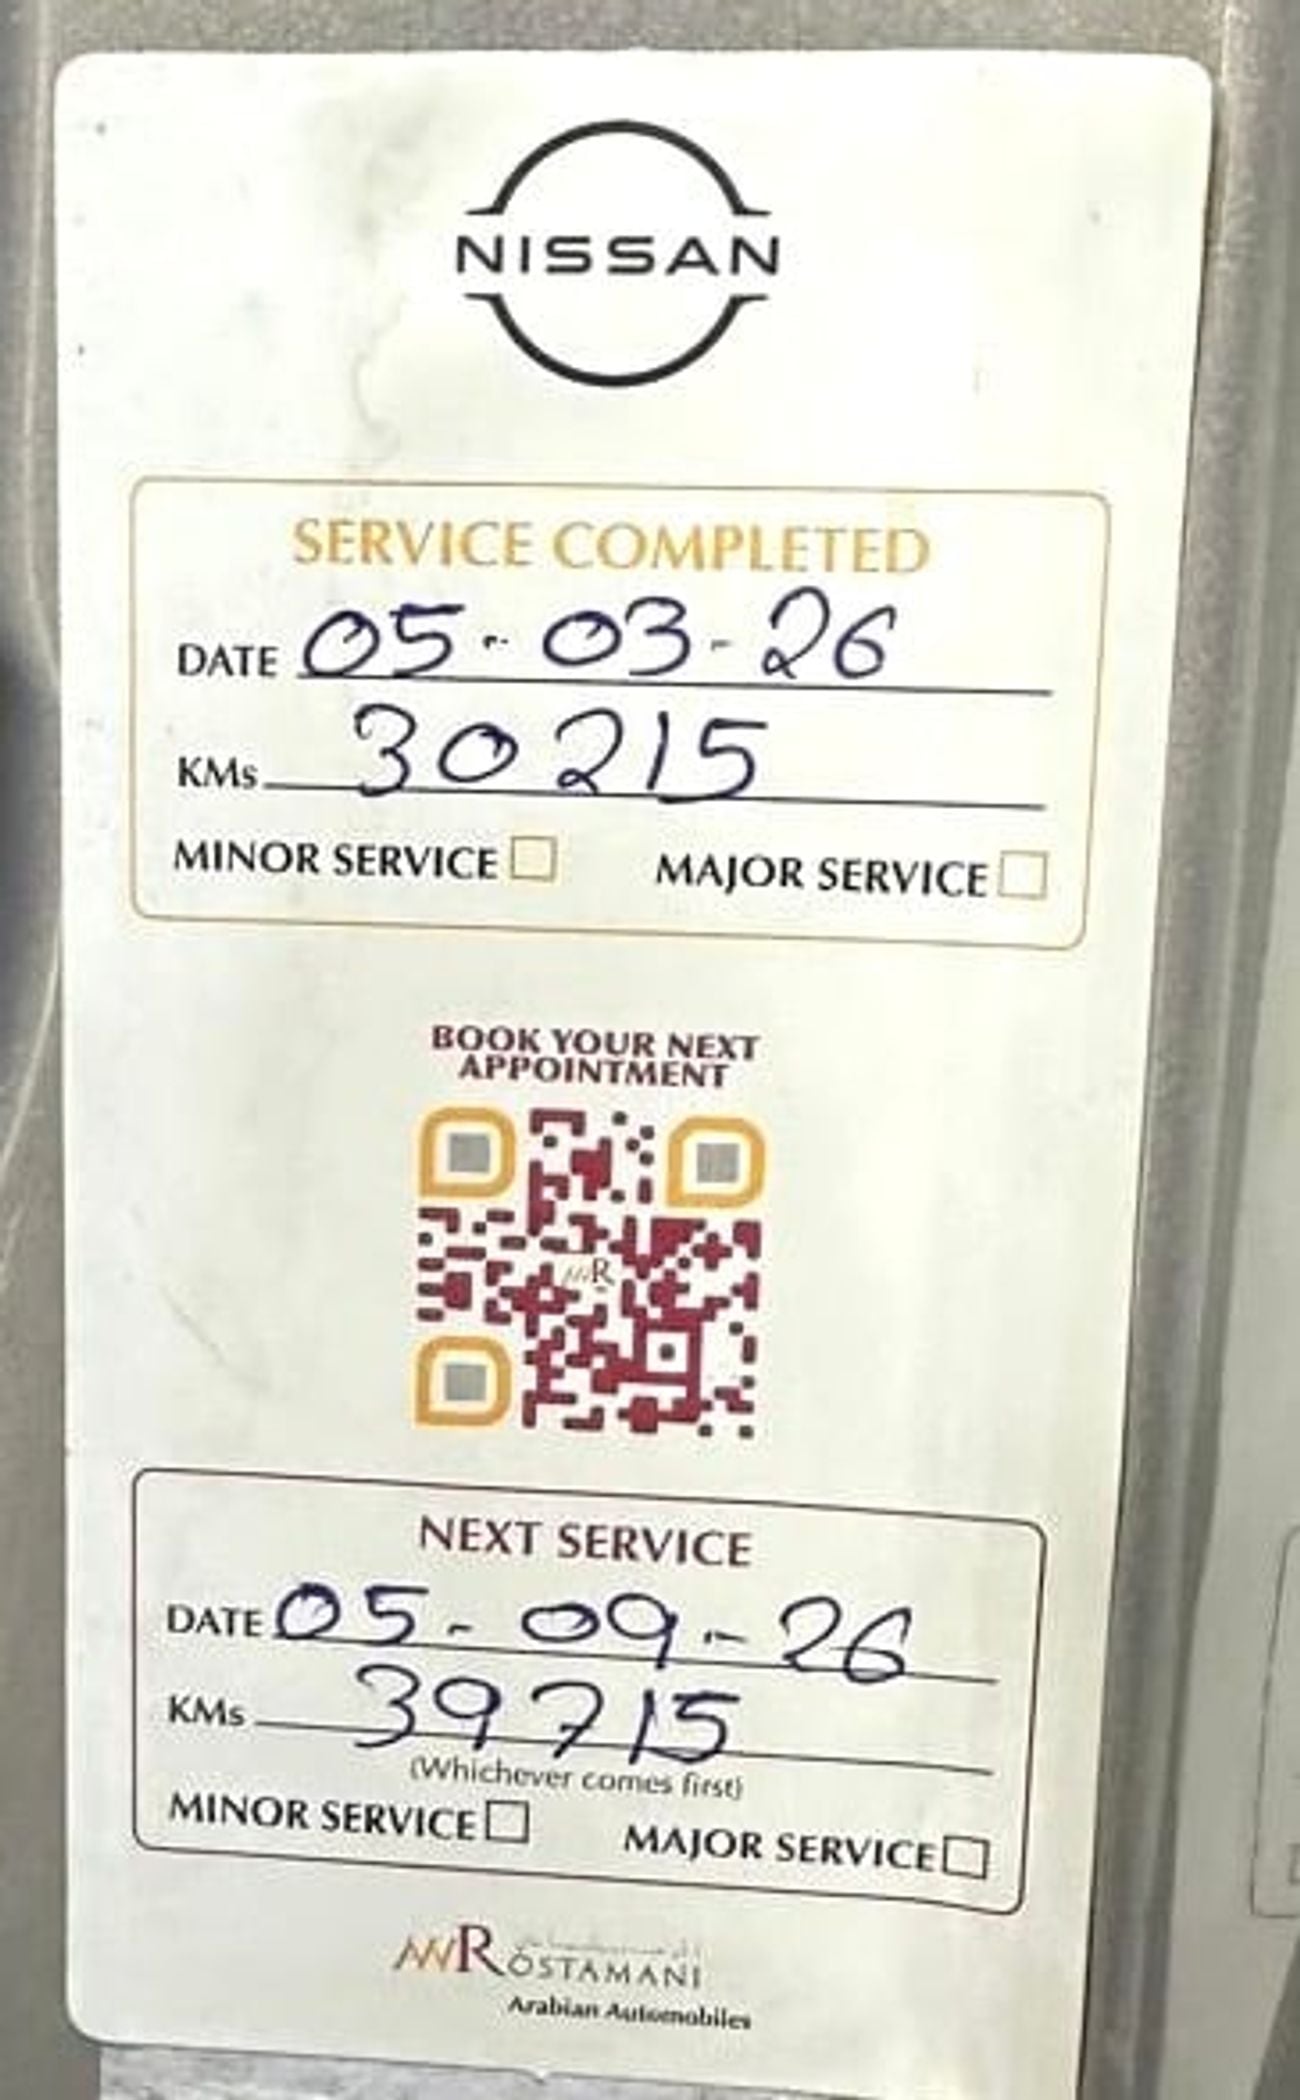 NISSAN
SERVICE COMPLETED
DATE 05-03-26
KMs 30215
MINOR SERVICE MAJOR SERVICE
BOOK YOUR NEXT
APPOINTMENT
R
NEXT SERVICE
DATE 05-09-26
KMs 39715
(Whichever comes first)
MINOR SERVICE MAJOR SERVICE
AWROSTAMANI
Arabian Automobiles